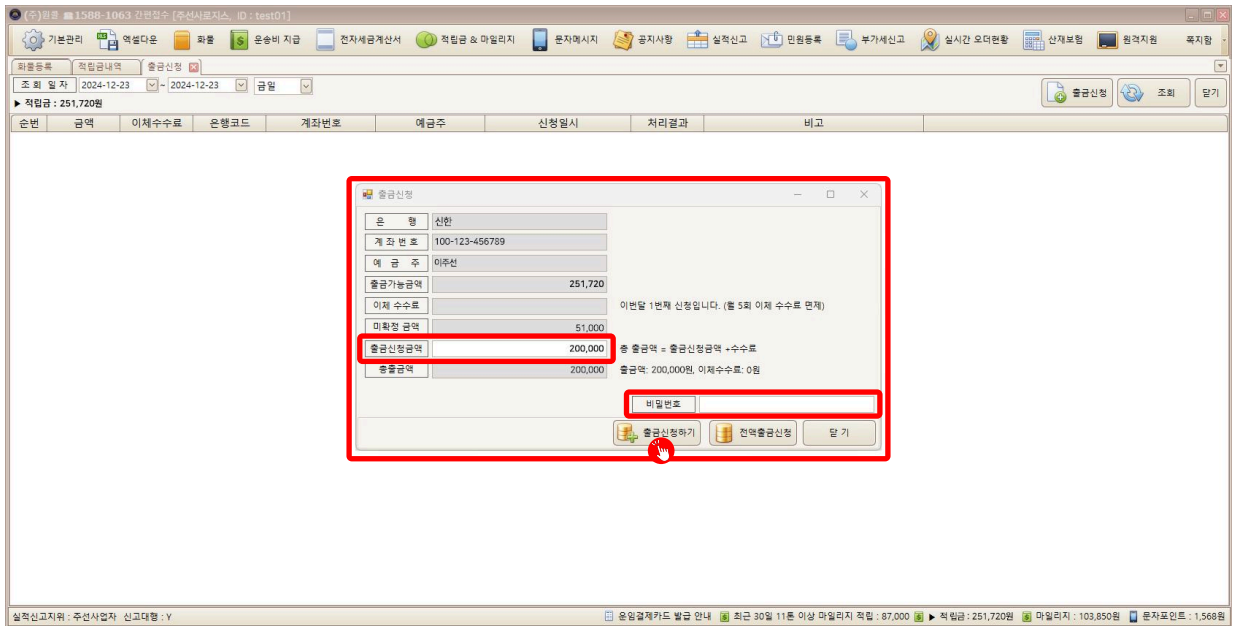 (주)원콜 ☎1588-1063 간편접수 [주선사로지스, ID : test01]
기본관리 엑셀다운 화물 운송비 지급 전자세금계산서 적립금 & 마일리지 문자메시지 공지사항 실적신고 민원등록 부가세신고 실시간 오더현황 산재보험 원격지원 쪽지함
화물등록 적립금내역 출금신청
조 회 일 자 2024-12-23 ~ 2024-12-23 금일 출금신청 조회 닫기
▶ 적립금 : 251,720원
순번 금액 이체수수료 은행코드 계좌번호 예금주 신청일시 처리결과 비고
출금신청
은 행 신한
계 좌 번 호 100-123-456789
예 금 주 이주선
출금가능금액 251,720
이체 수수료 이번달 1번째 신청입니다. (월 5회 이체 수수료 면제)
미확정 금액 51,000
출금신청금액 200,000 총 출금액 = 출금신청금액 +수수료
총출금액 200,000 출금액: 200,000원, 이체수수료: 0원
비밀번호
출금신청하기 전액출금신청 닫 기
실적신고지위 : 주선사업자 신고대행 : Y 운임결제카드 발급 안내 최근 30일 11톤 이상 마일리지 적립 : 87,000 ▶ 적립금 : 251,720원 마일리지 : 103,850원 문자포인트 : 1,568원